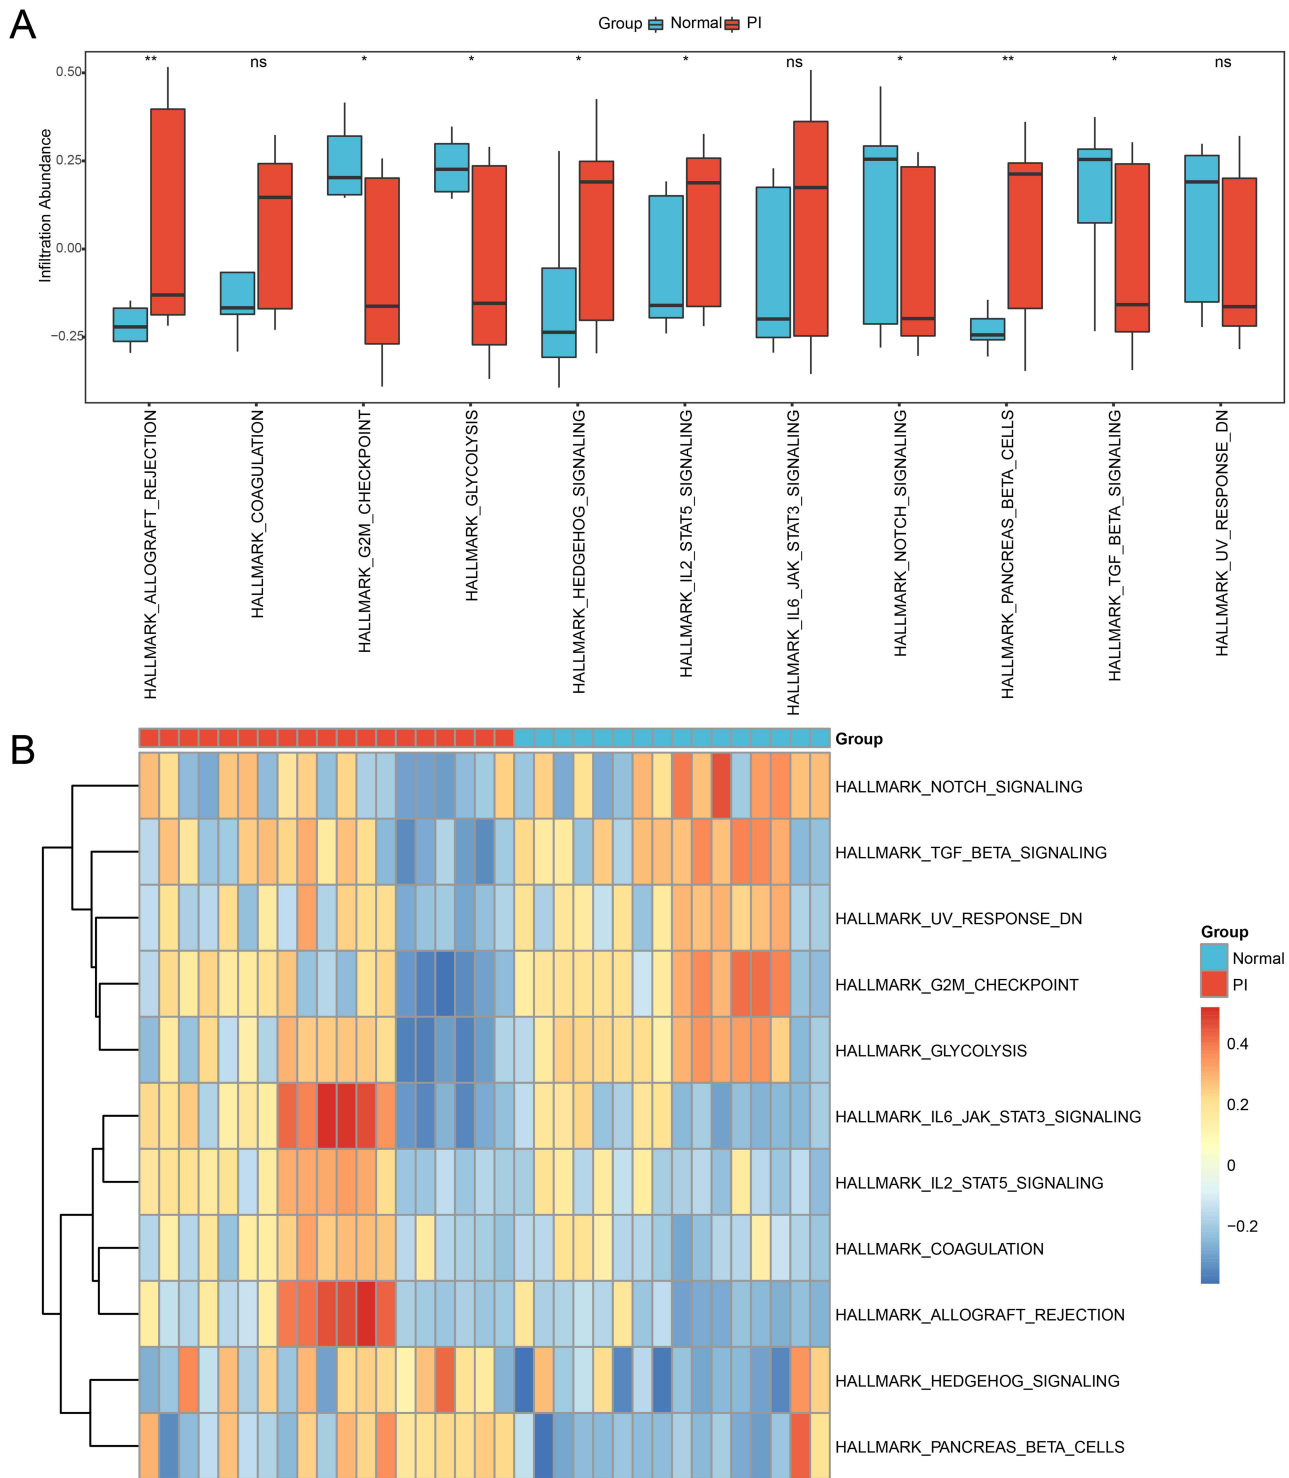 A
Group Normal PI
** ns * * * * ns * ** * ns
Infiltration Abundance
0.50
0.25
0.00
−0.25
HALLMARK_ALLOGRAFT_REJECTION
HALLMARK_COAGULATION
HALLMARK_G2M_CHECKPOINT
HALLMARK_GLYCOLYSIS
HALLMARK_HEDGEHOG_SIGNALING
HALLMARK_IL2_STAT5_SIGNALING
HALLMARK_IL6_JAK_STAT3_SIGNALING
HALLMARK_NOTCH_SIGNALING
HALLMARK_PANCREAS_BETA_CELLS
HALLMARK_TGF_BETA_SIGNALING
HALLMARK_UV_RESPONSE_DN
B
Group
HALLMARK_NOTCH_SIGNALING
HALLMARK_TGF_BETA_SIGNALING
HALLMARK_UV_RESPONSE_DN
HALLMARK_G2M_CHECKPOINT
HALLMARK_GLYCOLYSIS
HALLMARK_IL6_JAK_STAT3_SIGNALING
HALLMARK_IL2_STAT5_SIGNALING
HALLMARK_COAGULATION
HALLMARK_ALLOGRAFT_REJECTION
HALLMARK_HEDGEHOG_SIGNALING
HALLMARK_PANCREAS_BETA_CELLS
Group
Normal
PI
0.4
0.2
0
−0.2